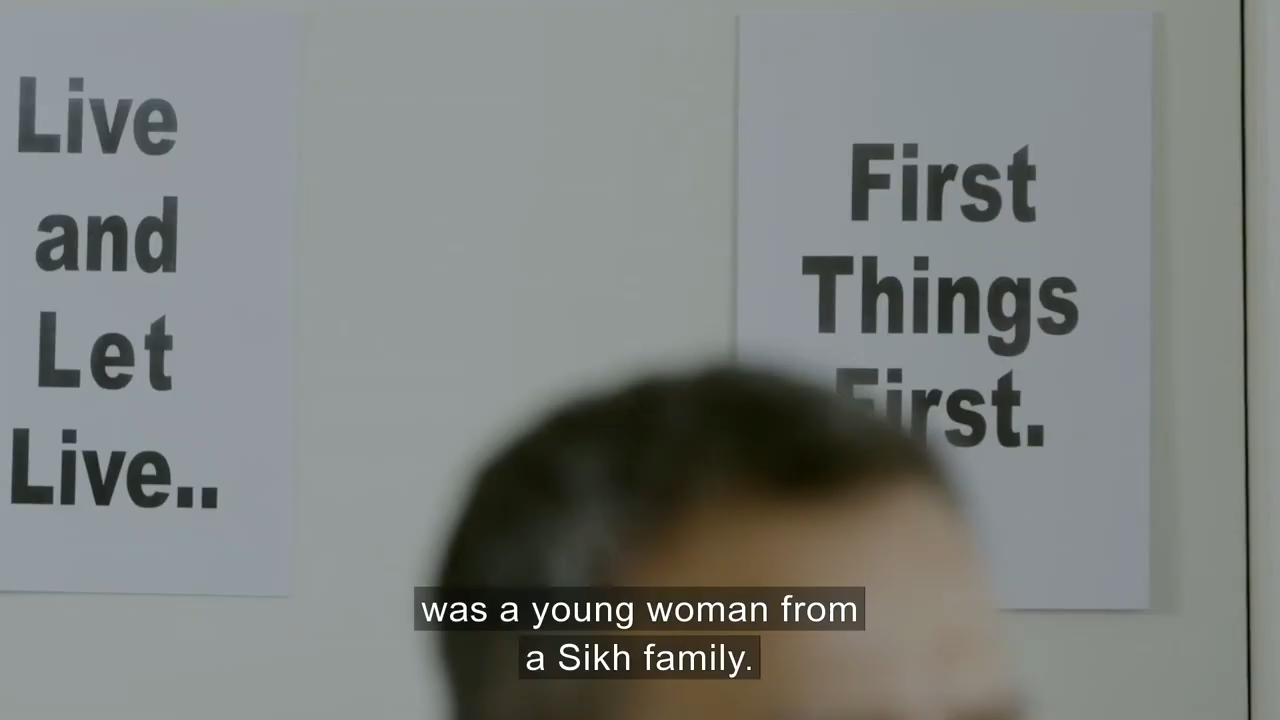 Live
and
Let
Live..
First
Things
First.
was a young woman from
a Sikh family.